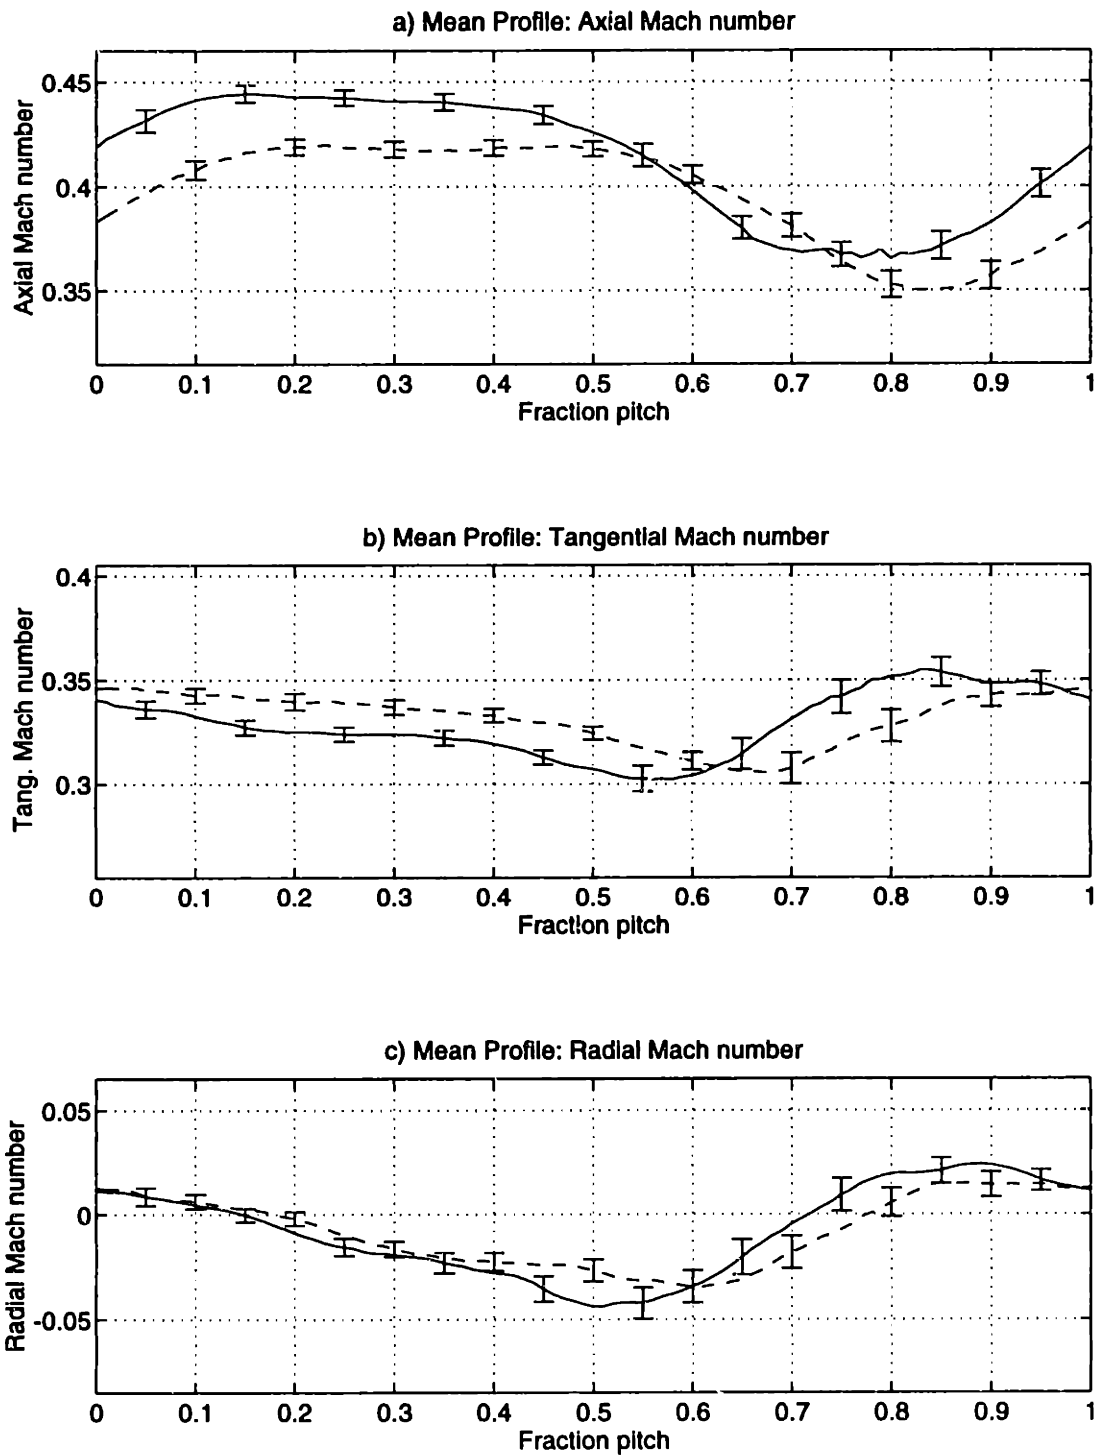 a) Mean Profile: Axial Mach number
Axial Mach number
0.45
0.4
0.35
0 0.1 0.2 0.3 0.4 0.5 0.6 0.7 0.8 0.9 1
Fraction pitch
b) Mean Profile: Tangential Mach number
Tang. Mach number
0.4
0.35
0.3
0 0.1 0.2 0.3 0.4 0.5 0.6 0.7 0.8 0.9 1
Fraction pitch
c) Mean Profile: Radial Mach number
Radial Mach number
0.05
0
-0.05
0 0.1 0.2 0.3 0.4 0.5 0.6 0.7 0.8 0.9 1
Fraction pitch